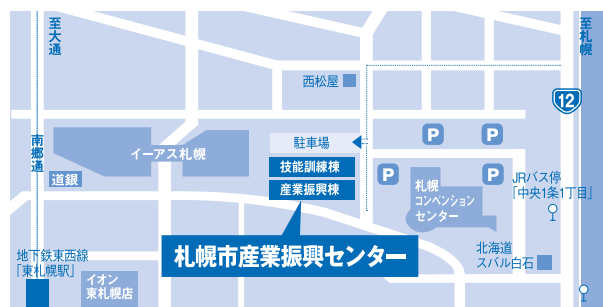 至大通
至札幌
西松屋
12
南郷通
駐車場
P
P
イーアス札幌
技能訓練棟
道銀
産業振興棟
P
P
札幌
コンベンション
センター
JRバス停
「中央1条1丁目」
札幌市産業振興センター
地下鉄東西線
「東札幌駅」
イオン
東札幌店
北海道
スバル白石